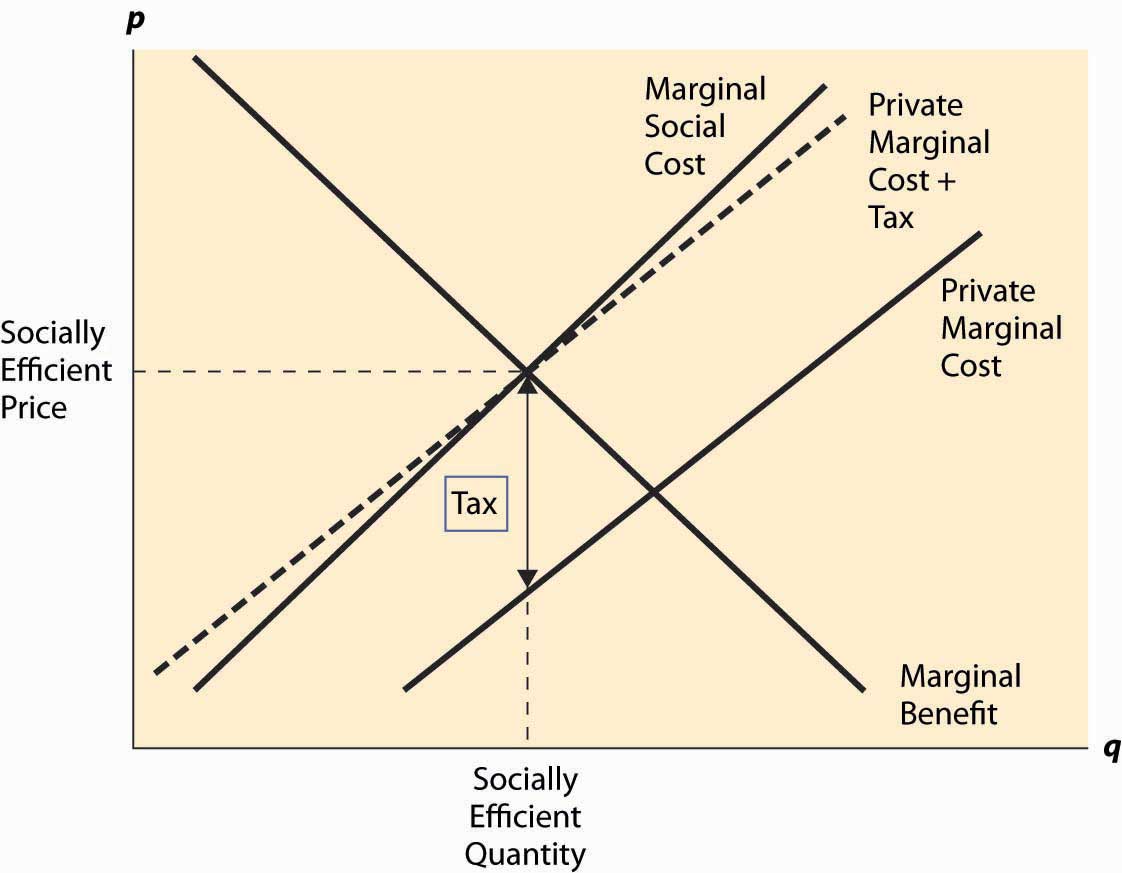 p
Marginal
Social
Cost
Private
Marginal
Cost +
Tax
Private
Marginal
Cost
Socially
Efficient
Price
Tax
Marginal
Benefit
q
Socially
Efficient
Quantity